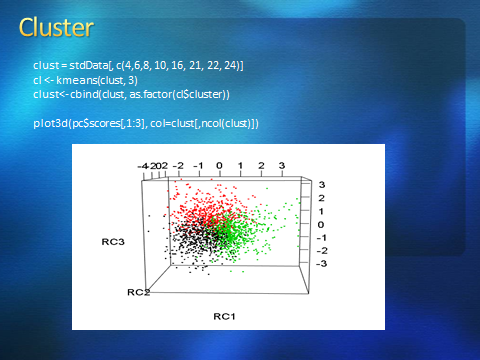 Cluster
clust = stdData[, c(4,6,8, 10, 16, 21, 22, 24)]
cl <- kmeans(clust, 3)
clust<-cbind(clust, as.factor(cl$cluster))
plot3d(pc$scores[,1:3], col=clust[,ncol(clust)])
-4-202 -2 -1 0 1 2 3
3
2
1
0
-1
-2
-3
RC3
RC2
RC1